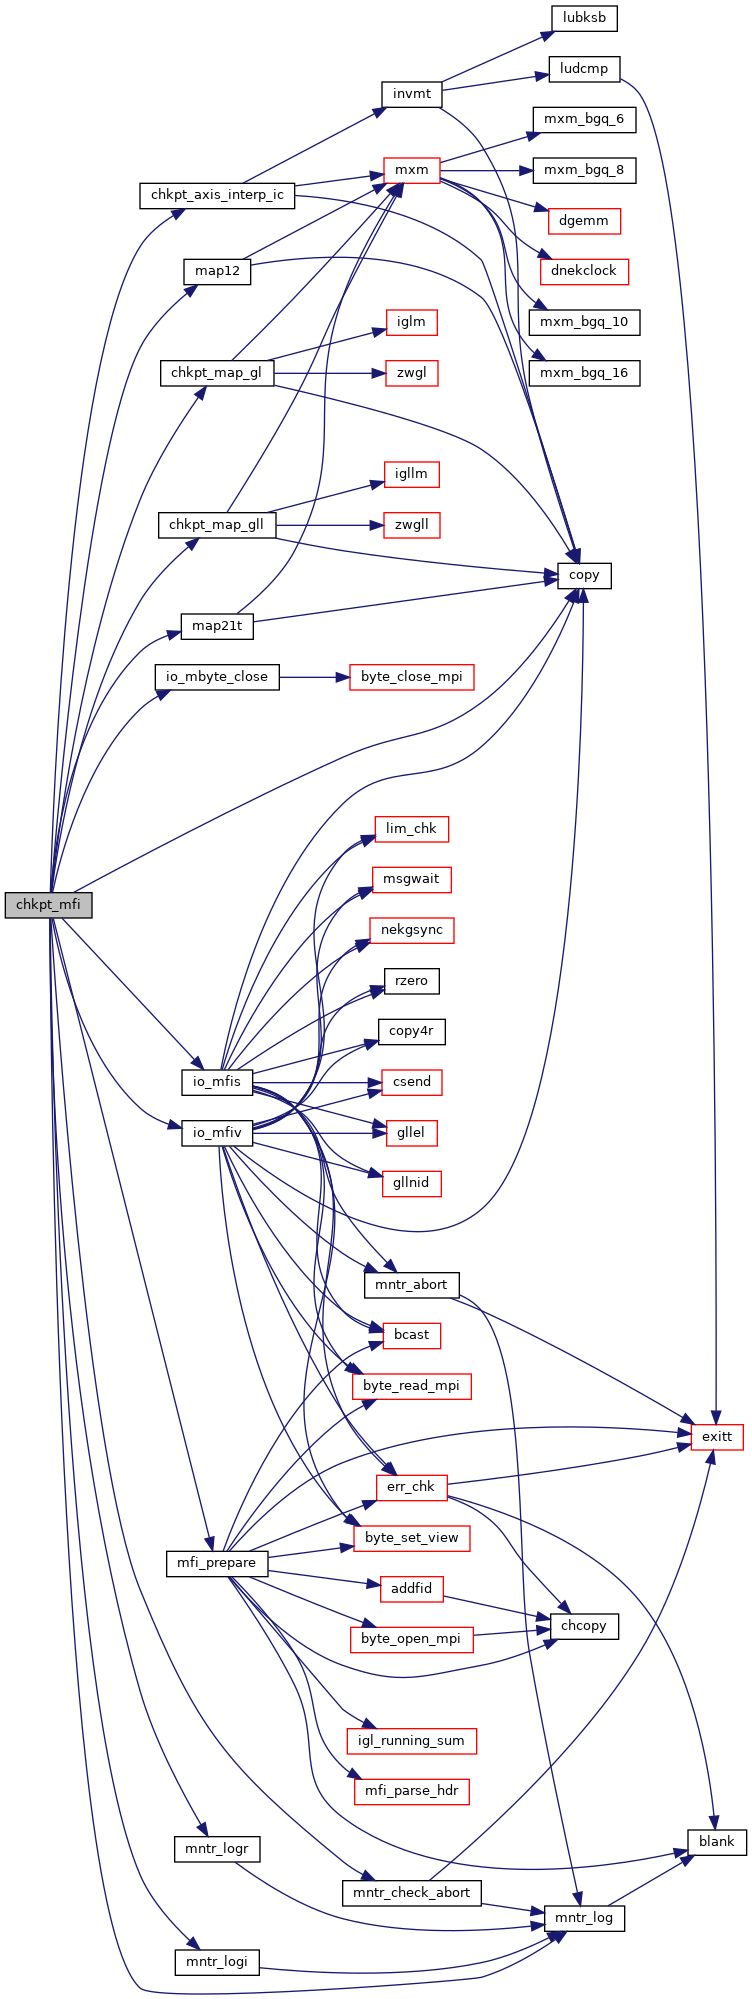 lubksb
ludcmp
invmt
mxm_bgq_6
mxm
mxm_bgq_8
chkpt_axis_interp_ic
dgemm
map12
dnekclock
iglm
mxm_bgq_10
chkpt_map_gl
zwgl
mxm_bgq_16
igllm
chkpt_map_gll
zwgll
copy
map21t
io_mbyte_close
byte_close_mpi
lim_chk
msgwait
chkpt_mfi
nekgsync
rzero
copy4r
io_mfis
csend
io_mfiv
gllel
gllnid
mntr_abort
bcast
byte_read_mpi
exitt
err_chk
byte_set_view
mfi_prepare
addfid
chcopy
byte_open_mpi
igl_running_sum
mfi_parse_hdr
mntr_logr
blank
mntr_check_abort
mntr_log
mntr_logi